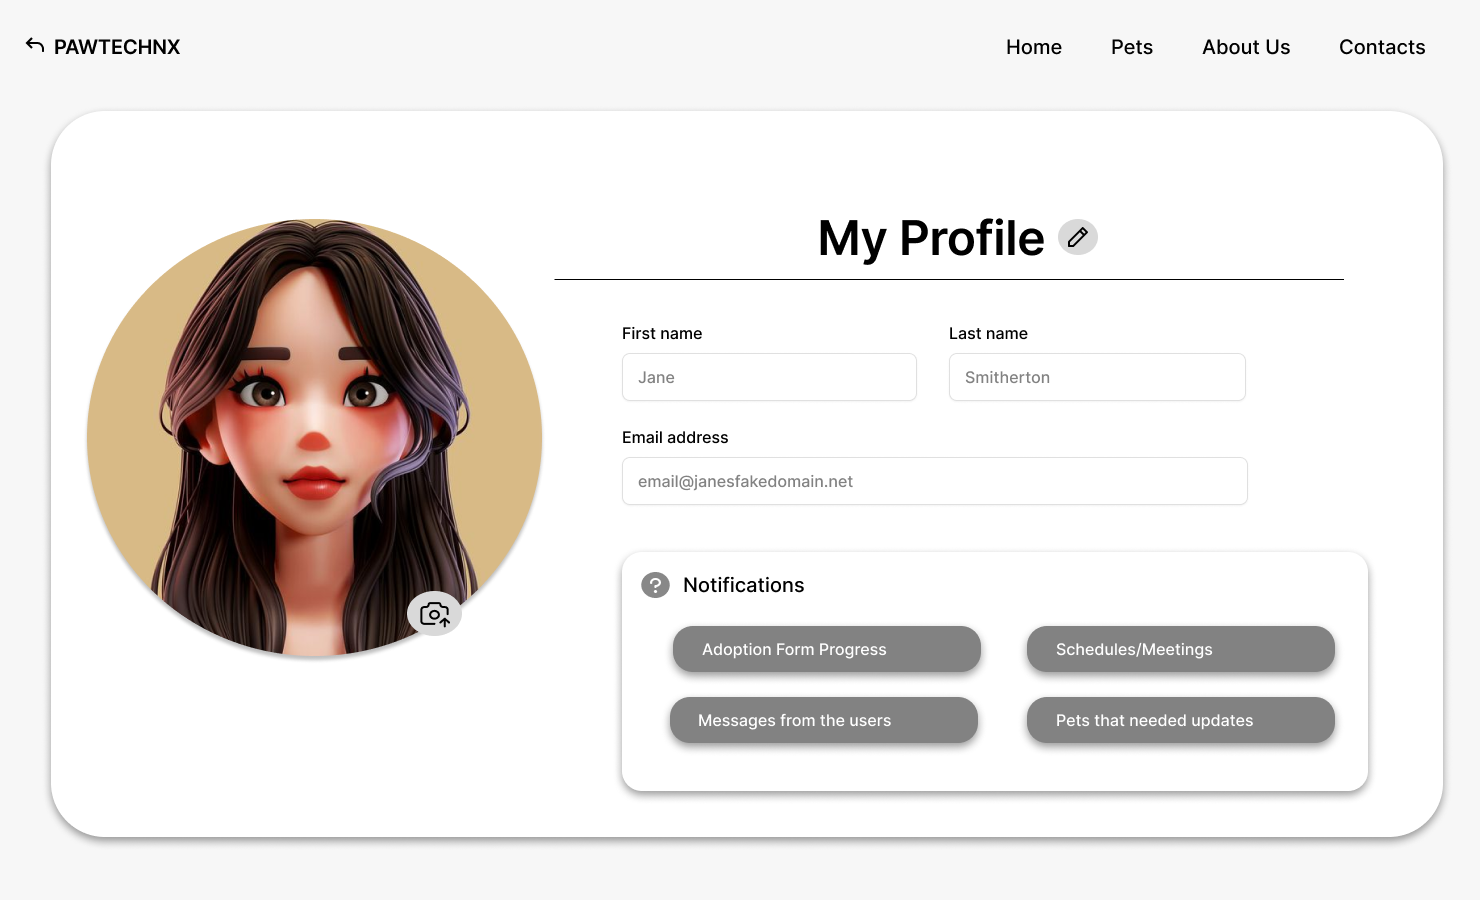 PAWTECHNX
Home Pets About Us Contacts
My Profile
First name
Last name
Jane
Smitherton
Email address
email@janesfakedomain.net
? Notifications
Adoption Form Progress
Schedules/Meetings
Messages from the users
Pets that needed updates